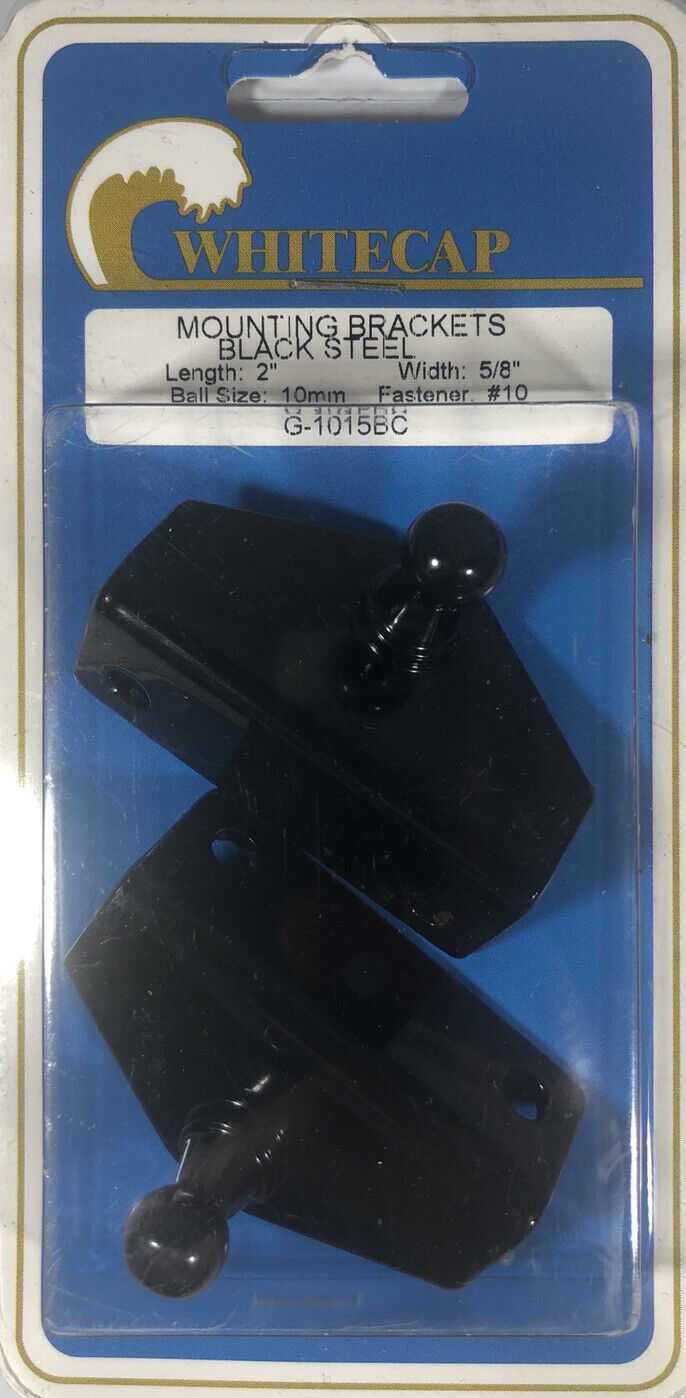 WHITECAP
MOUNTING BRACKETS
BLACK STEEL
Length: 2" Width: 5/8"
Ball Size: 10mm Fastener. #10
G-1015BC